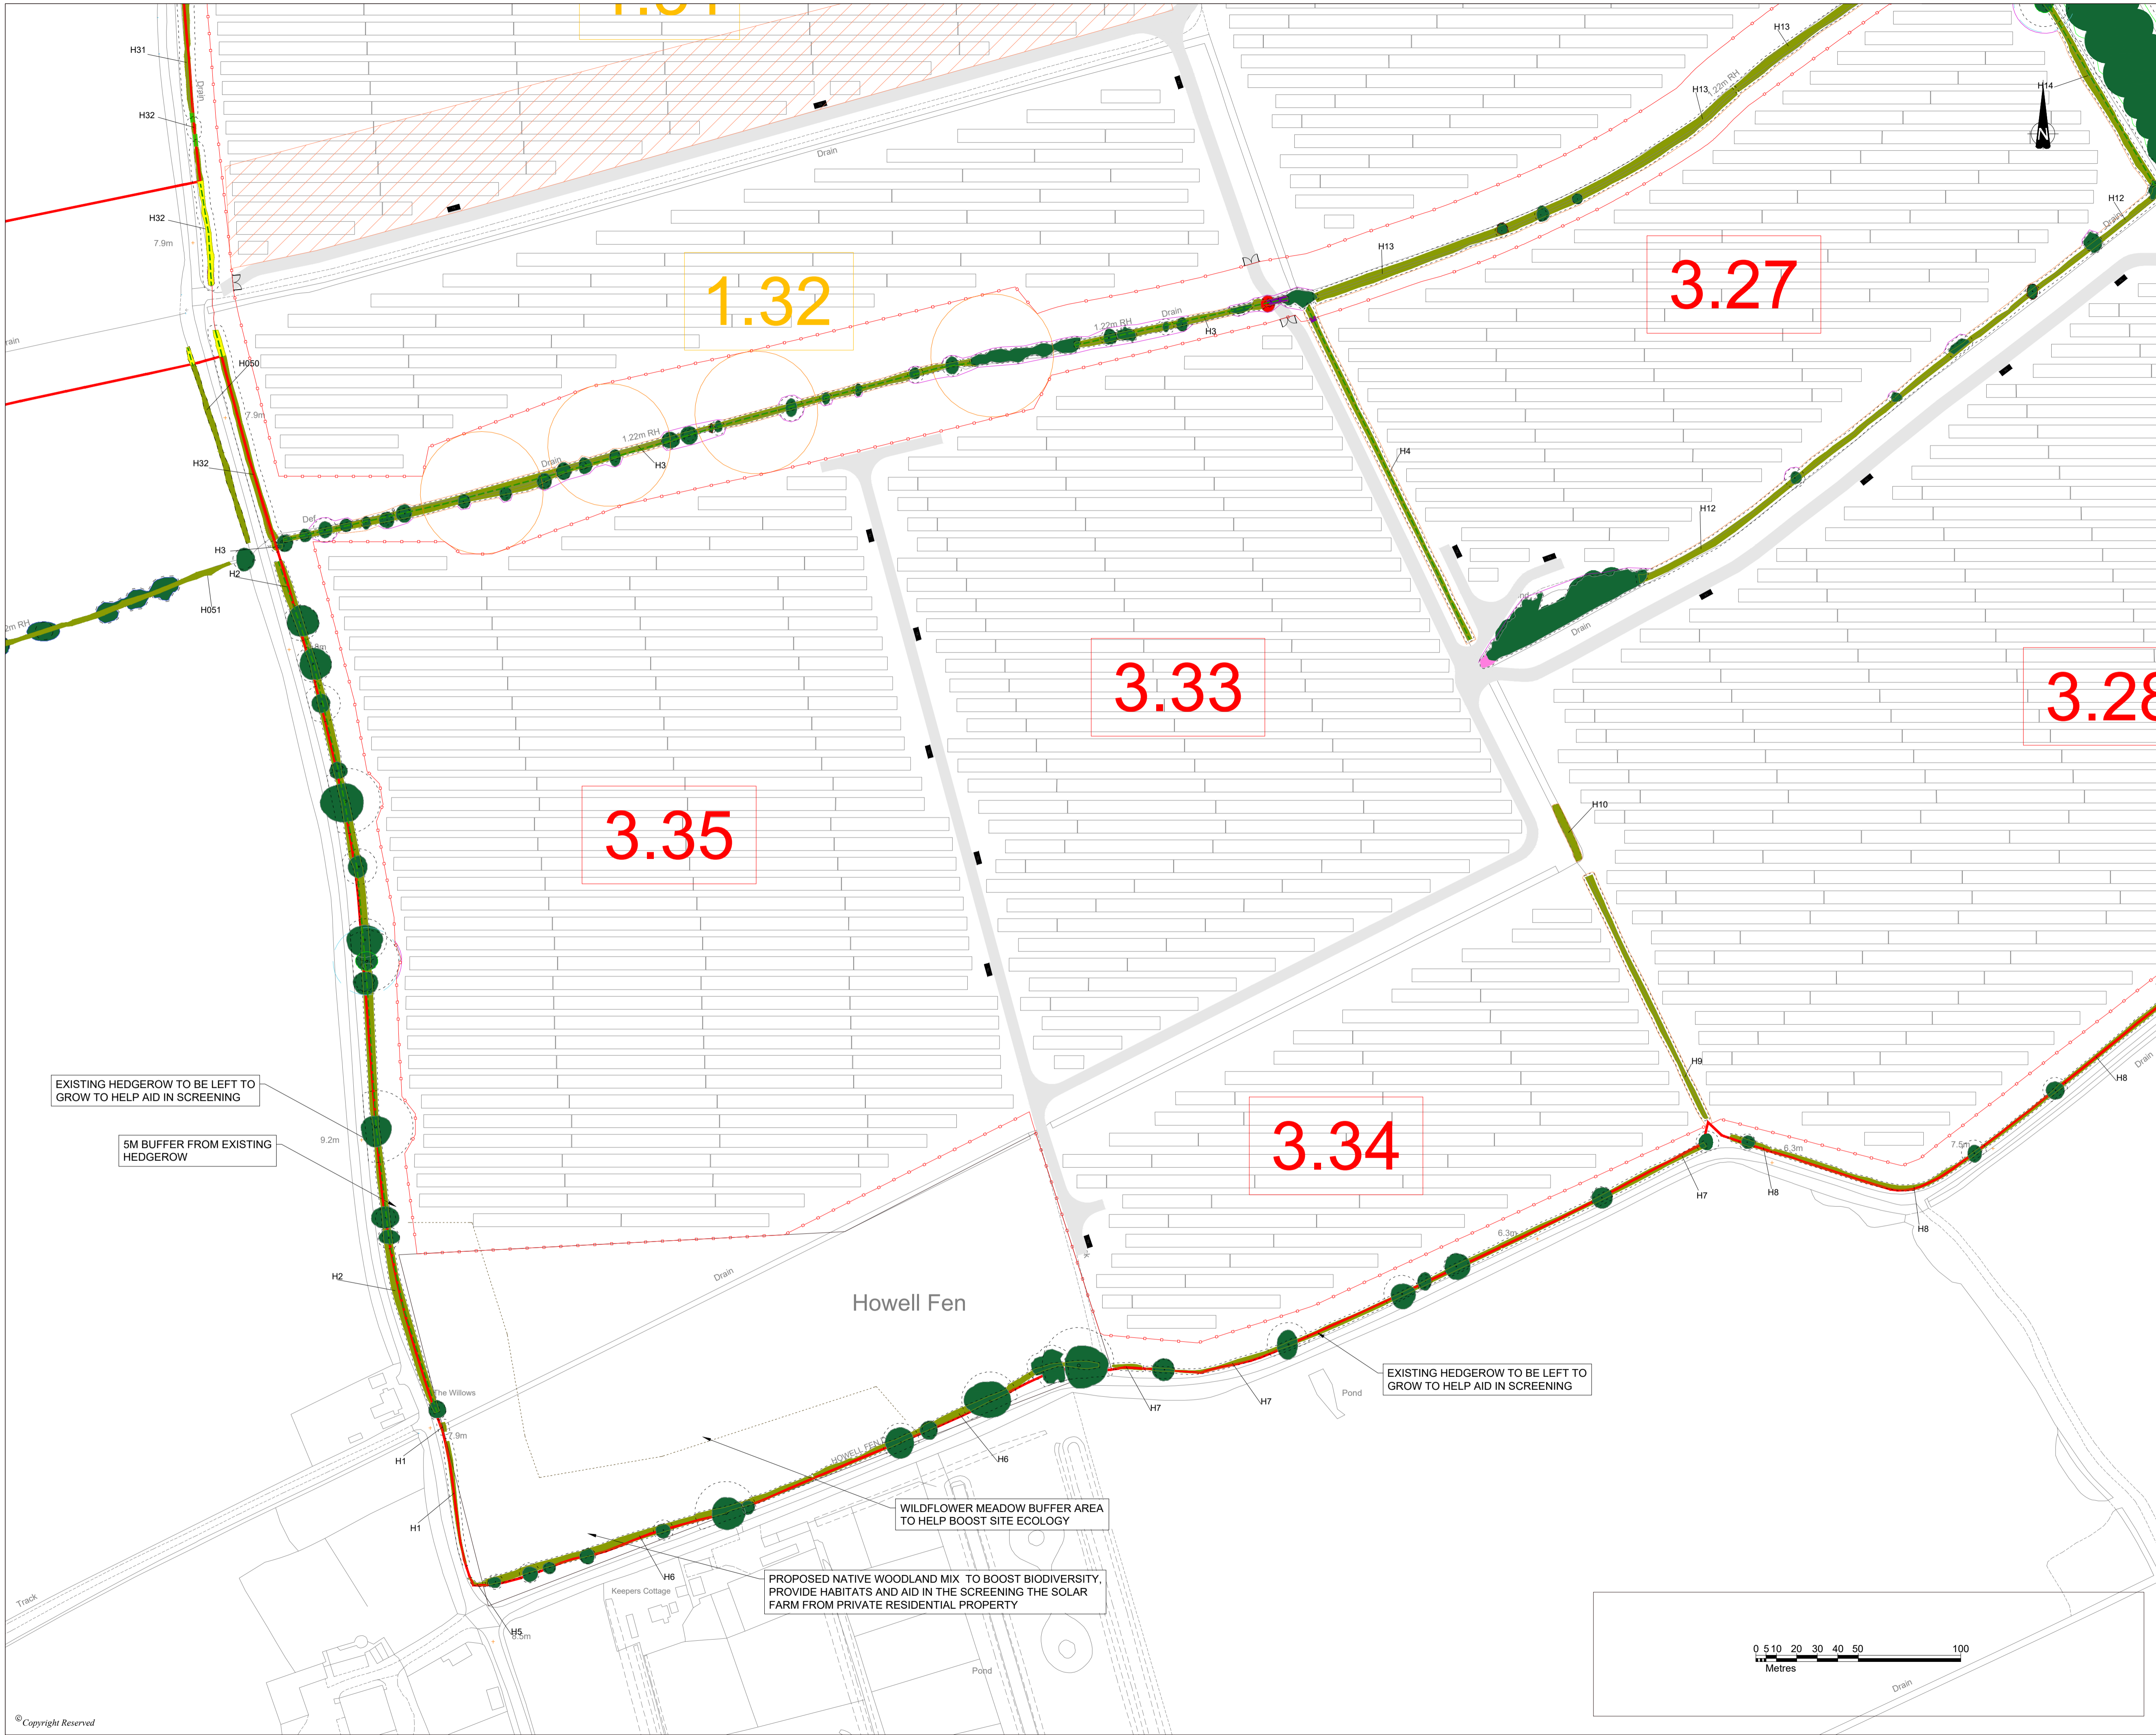 H31
Drain
H32
H32
7.9m
Drain
H13
1.22m RH
H13
H14
N
H12
Drain
H13
1.32
3.27
Drain
1.22m RH
H3
H050
7.9m
H32
1.22m RH
Drain
H3
Def
H3
H2
H051
2m RH
H4
H12
Drain
3.33
3.28
H10
3.35
H9
H8
Drain
EXISTING HEDGEROW TO BE LEFT TO
GROW TO HELP AID IN SCREENING
5M BUFFER FROM EXISTING
HEDGEROW
9.2m
3.34
6.3m
7.5m
H7
H8
H8
6.3m
H2
Drain
Howell Fen
EXISTING HEDGEROW TO BE LEFT TO
GROW TO HELP AID IN SCREENING
Pond
The Willows
7.9m
H1
H7
H7
HOWELL FEN
H6
H1
WILDFLOWER MEADOW BUFFER AREA
TO HELP BOOST SITE ECOLOGY
H6
Keepers Cottage
PROPOSED NATIVE WOODLAND MIX TO BOOST BIODIVERSITY,
PROVIDE HABITATS AND AID IN THE SCREENING THE SOLAR
FARM FROM PRIVATE RESIDENTIAL PROPERTY
Track
H5
8.5m
Pond
0 5 10 20 30 40 50 100
Metres
Drain
© Copyright Reserved